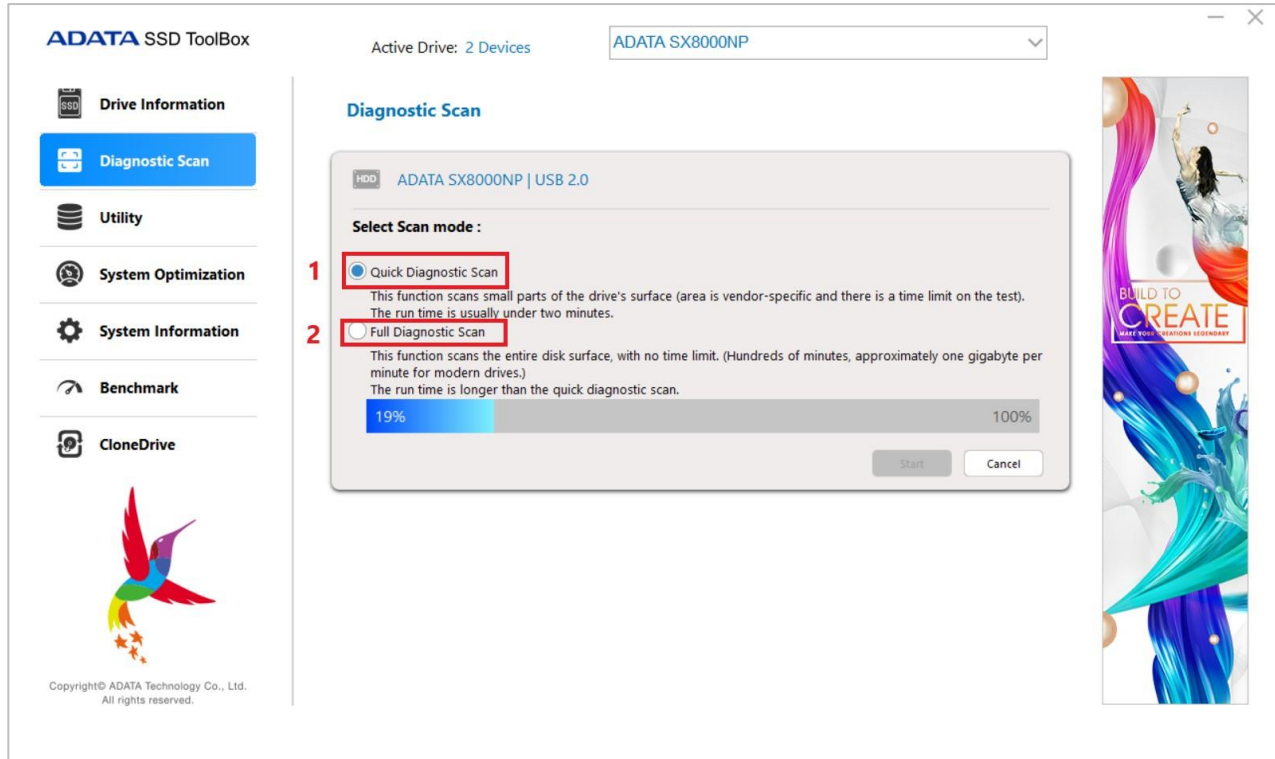 ADATA SSD ToolBox
Active Drive: 2 Devices
ADATA SX8000NP
SSD
Drive Information
Diagnostic Scan
Utility
System Optimization
System Information
Benchmark
CloneDrive
Copyright© ADATA Technology Co., Ltd.
All rights reserved.
Diagnostic Scan
HDD
ADATA SX8000NP | USB 2.0
Select Scan mode :
1
Quick Diagnostic Scan
This function scans small parts of the drive's surface (area is vendor-specific and there is a time limit on the test).
The run time is usually under two minutes.
2
Full Diagnostic Scan
This function scans the entire disk surface, with no time limit. (Hundreds of minutes, approximately one gigabyte per
minute for modern drives.)
The run time is longer than the quick diagnostic scan.
19% 100%
Start
Cancel
BUILD TO
CREATE
MAKE YOUR CREATIONS LEGENDARY